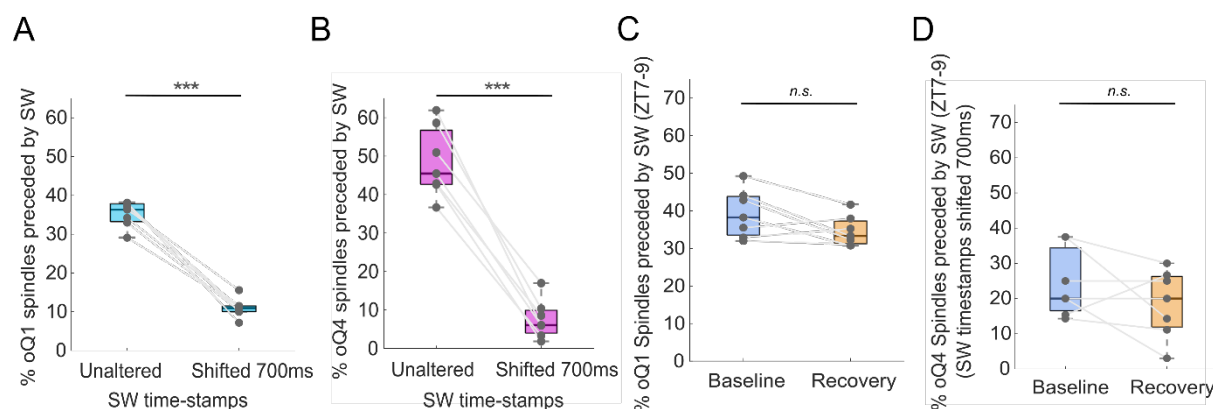 A
B
C
D
% oQ1 spindles preceded by SW
60
50
40
30
20
10
0
***
Unaltered Shifted 700ms
SW time-stamps
% oQ4 spindles preceded by SW
60
50
40
30
20
10
0
***
Unaltered Shifted 700ms
SW time-stamps
% oQ1 Spindles preceded by SW (ZT7-9)
70
60
50
40
30
20
10
0
n.s.
Baseline Recovery
% oQ4 Spindles preceded by SW (ZT7-9)
(SW timestamps shifted 700ms)
70
60
50
40
30
20
10
0
n.s.
Baseline Recovery